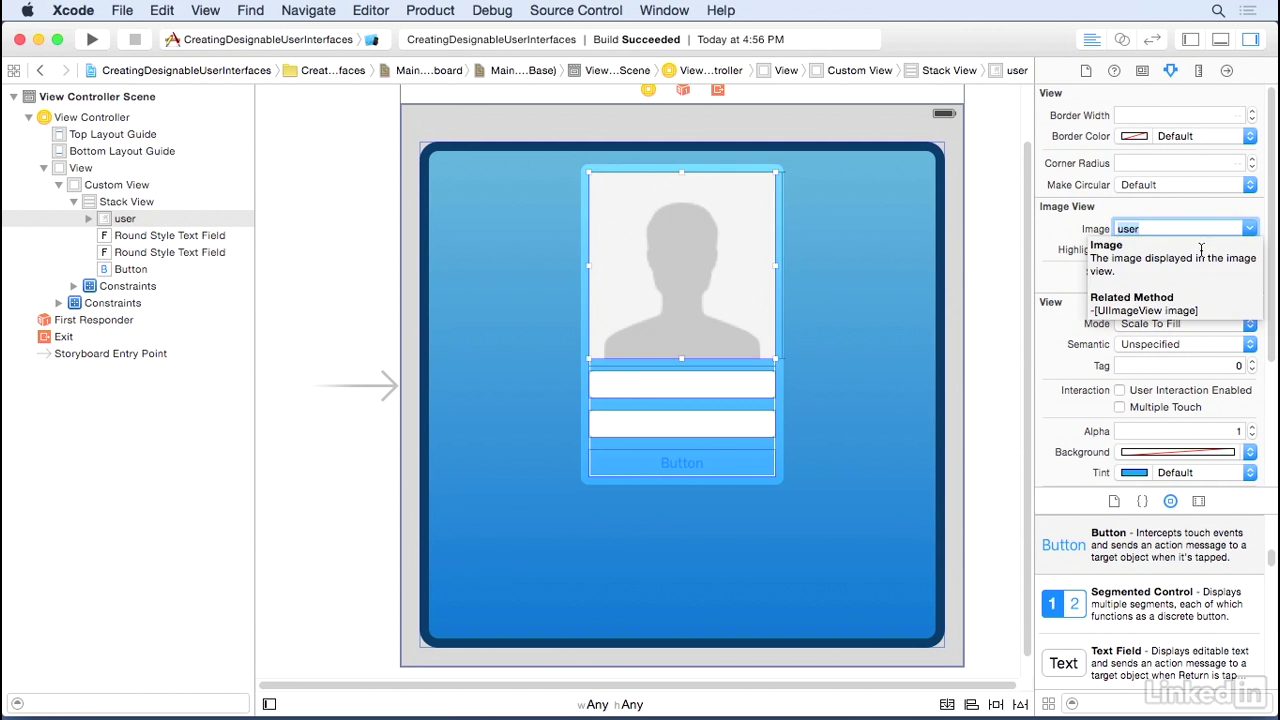 Xcode File Edit View Find Navigate Editor Product Debug Source Control Window Help
CreatingDesignableUserInterfaces
CreatingDesignableUserInterfaces | Build Succeeded | Today at 4:56 PM
CreatingDesignableUserInterfaces Creat...faces Main....board Main....Base) View...Scene View...troller View Custom View Stack View user
View Controller Scene
View Controller
Top Layout Guide
Bottom Layout Guide
View
Custom View
Stack View
user
F Round Style Text Field
F Round Style Text Field
B Button
Constraints
Constraints
First Responder
Exit
Storyboard Entry Point
Button
wAny hAny
View
Border Width
Border Color Default
Corner Radius
Make Circular Default
Image View
Image user
Image
The image displayed in the image
view.
Related Method
-[UIImageView image]
View
Mode Scale To Fill
Semantic Unspecified
Tag 0
Interaction User Interaction Enabled
Multiple Touch
Alpha 1
Background
Tint Default
Button
Button - Intercepts touch events
and sends an action message to a
target object when it's tapped.
1 2
Segmented Control - Displays
multiple segments, each of which
functions as a discrete button.
Text
Text Field - Displays editable text
and sends an action message to a
target object when Return is tap...
Linked in